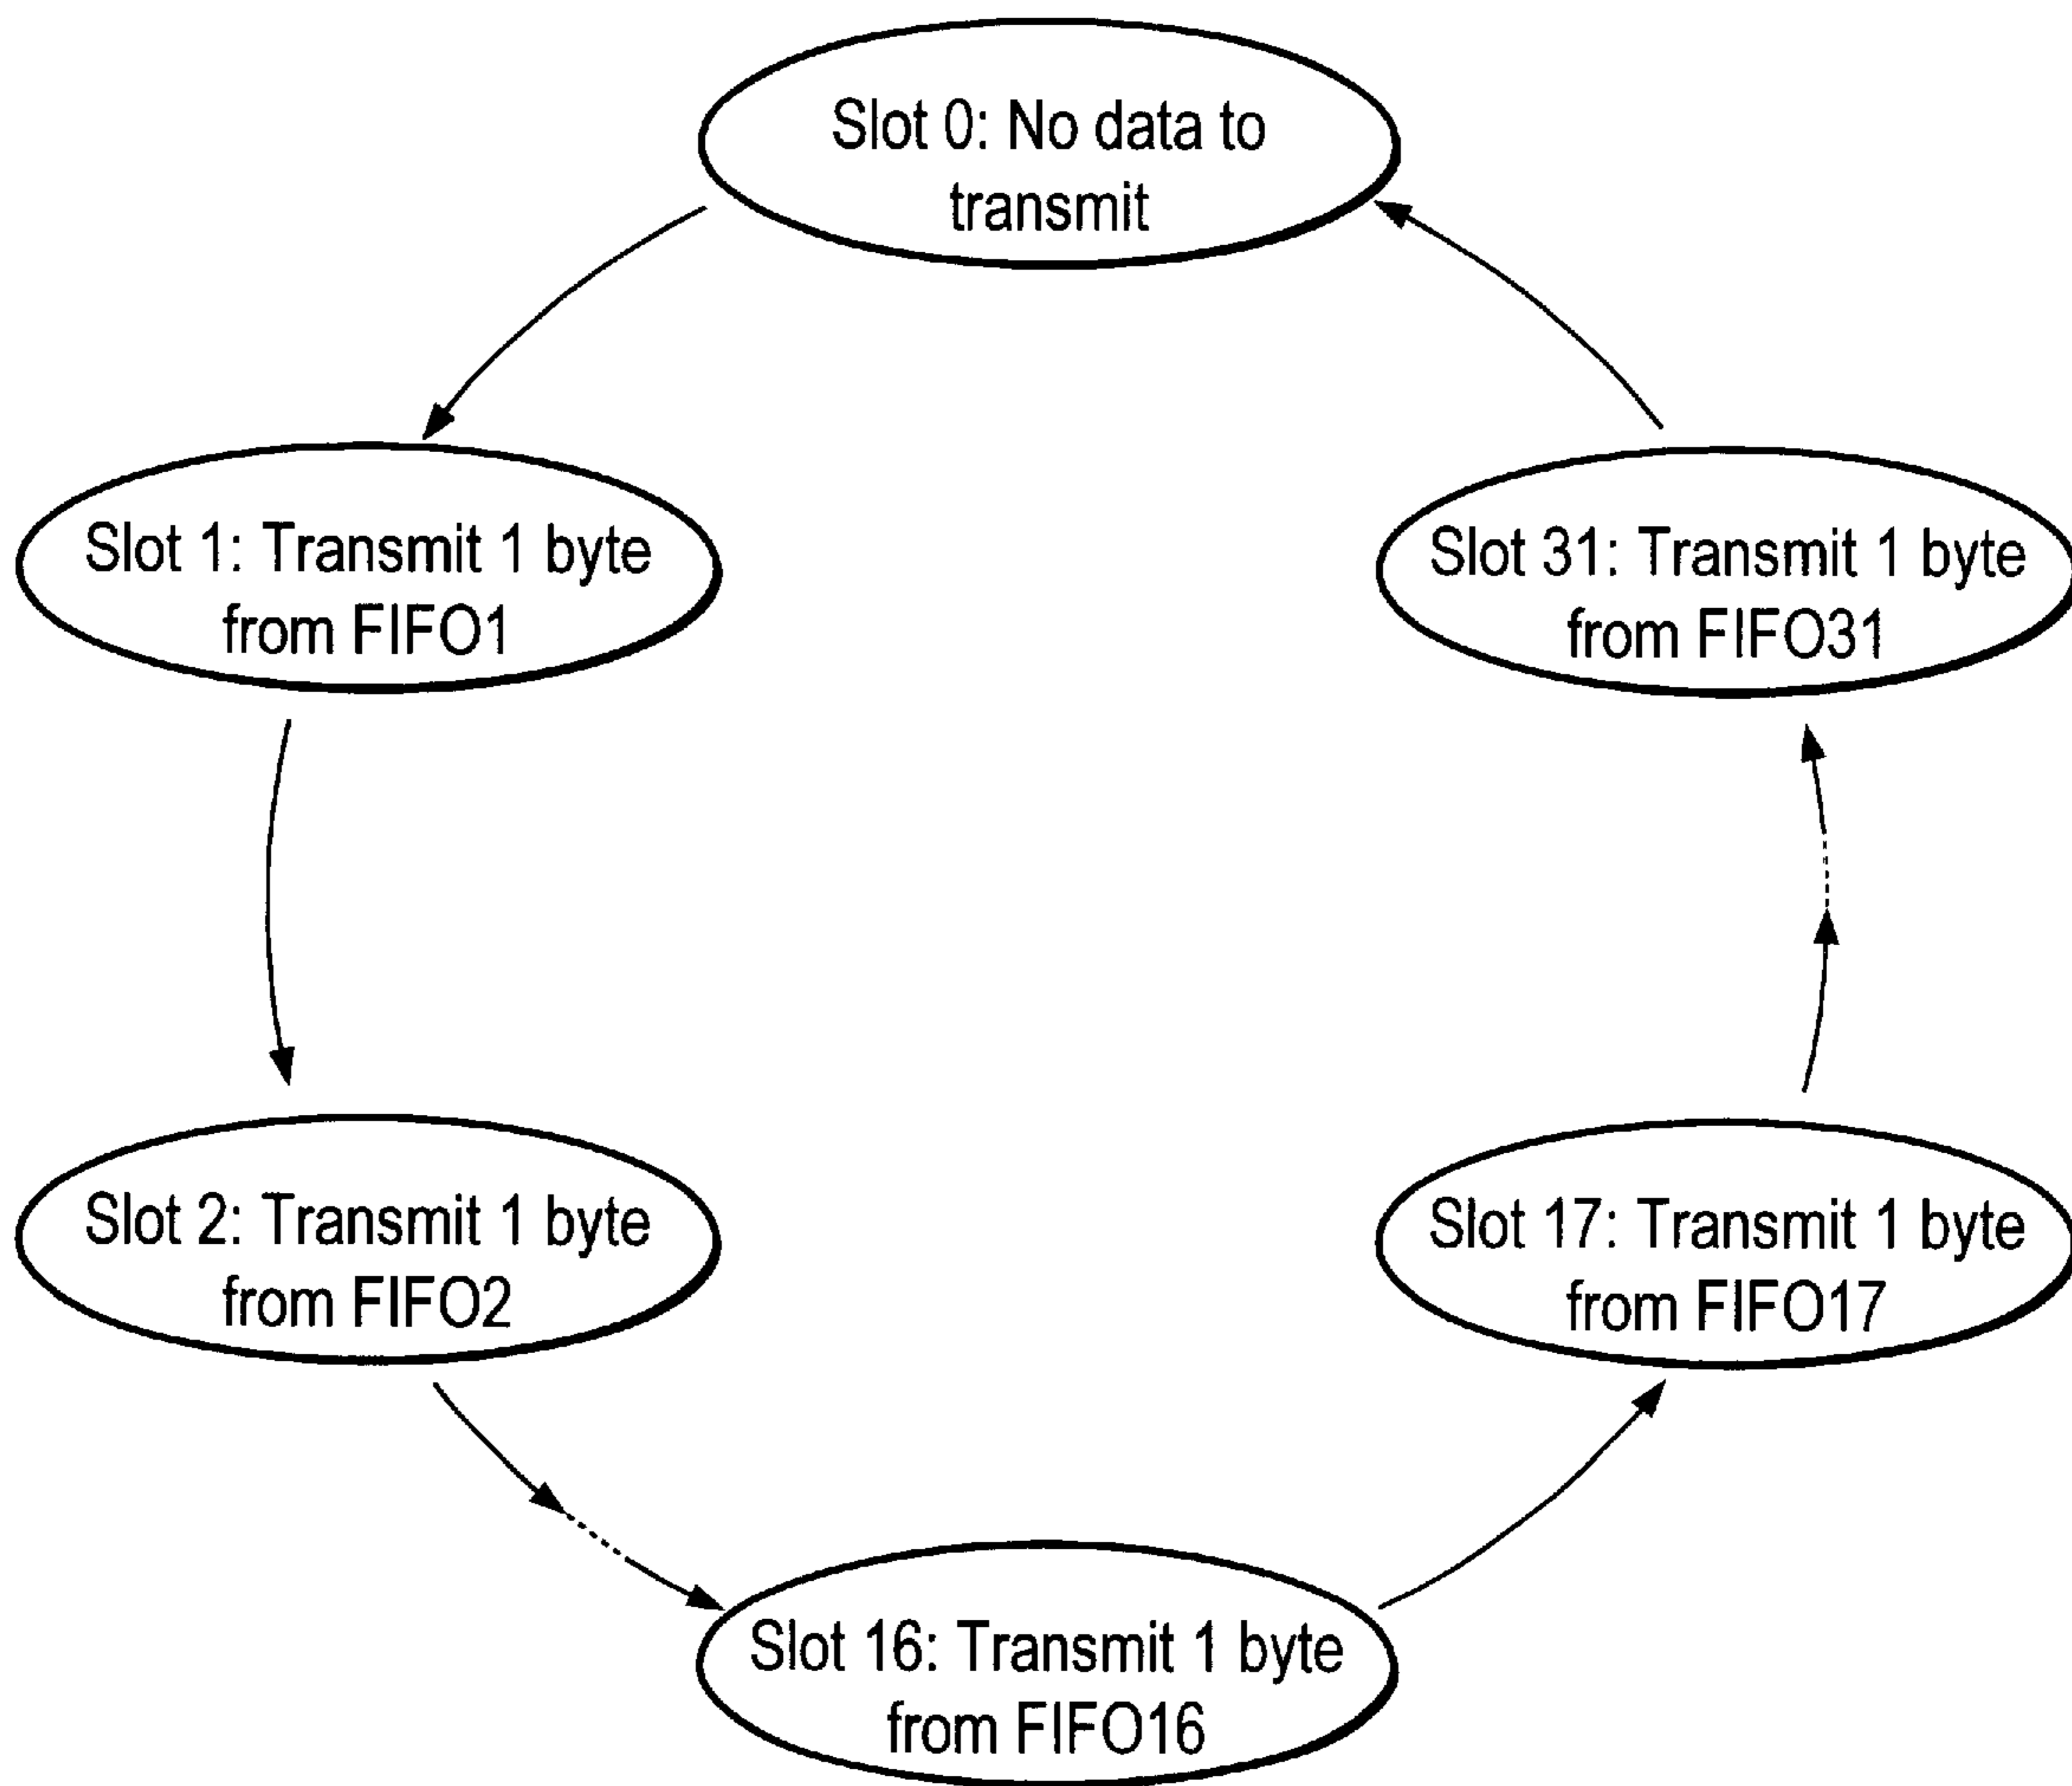 Slot 0: No data to
transmit
Slot 1: Transmit 1 byte
from FIFO1
Slot 31: Transmit 1 byte
from FIFO31
Slot 2: Transmit 1 byte
from FIFO2
Slot 17: Transmit 1 byte
from FIFO17
Slot 16: Transmit 1 byte
from FIFO16